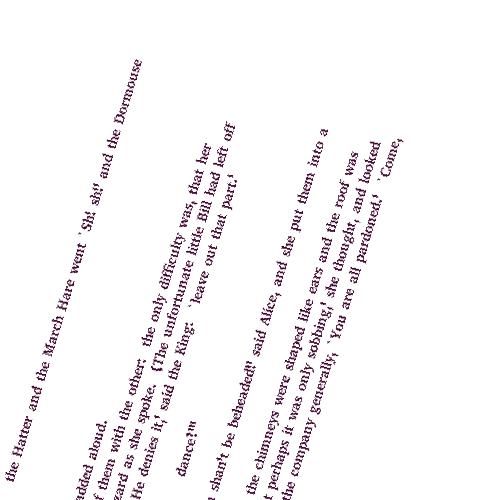 the Hatter and the March Hare went `Sh! sh!' and the Dormouse
added aloud.
of them with the other: the only difficulty was, that her
zard as she spoke. (The unfortunate little Bill had left off
He denies it,' said the King: `leave out that part.'
dance?"'
shan't be beheaded!' said Alice, and she put them into a
the chimneys were shaped like ears and the roof was
perhaps it was only sobbing,' she thought, and looked
the company generally, `You are all pardoned.' `Come,